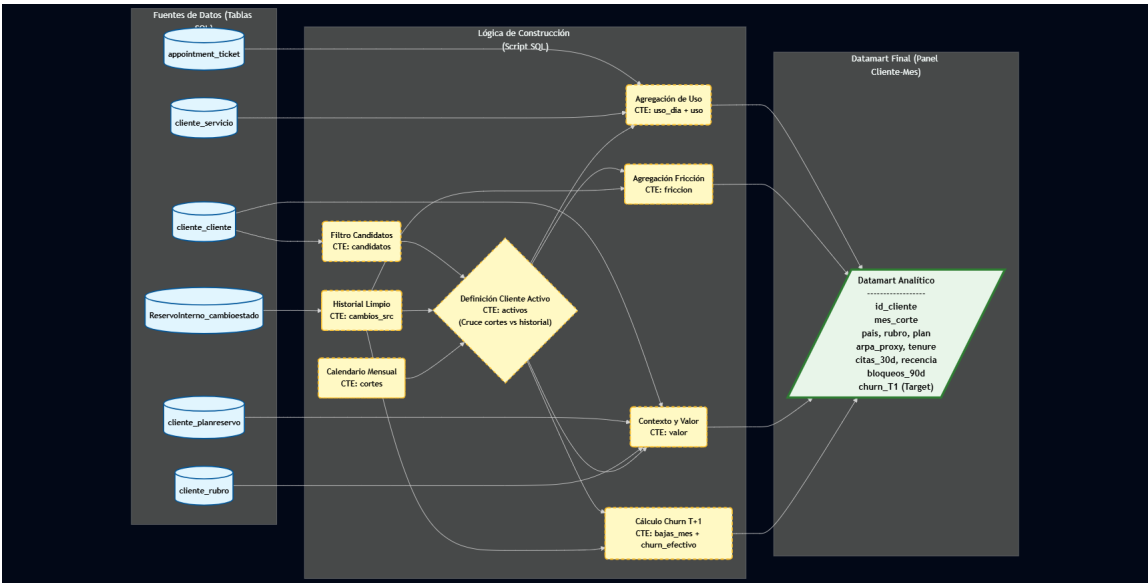 Fuentes de Datos (Tablas
SQL)
appointment_ticket
cliente_servicio
cliente_cliente
ReservoInterno_cambioestado
cliente_planreservo
cliente_rubro
Lógica de Construcción
(Script SQL)
Agregación de Uso
CTE: uso_dia + uso
Agregación Fricción
CTE: friccion
Filtro Candidatos
CTE: candidatos
Historial Limpio
CTE: cambios_src
Calendario Mensual
CTE: cortes
Definición Cliente Activo
CTE: activos
(Cruce cortes vs historial)
Contexto y Valor
CTE: valor
Cálculo Churn T+1
CTE: bajas_mes +
churn_efectivo
Datamart Final (Panel
Cliente-Mes)
Datamart Analítico
------------------
id_cliente
mes_corte
pais, rubro, plan
arpa_proxy, tenure
citas_30d, recencia
bloqueos_90d
churn_T1 (Target)